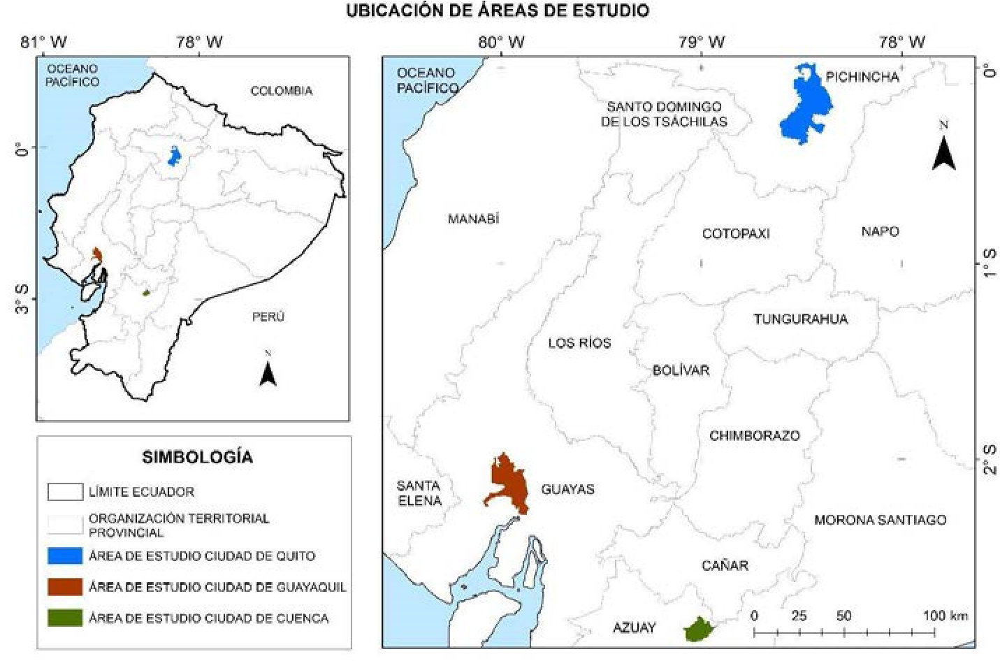 UBICACIÓN DE ÁREAS DE ESTUDIO
81° W
78° W
OCEANO
PACÍFICO
COLOMBIA
0°
3° S
PERÚ
N
80° W
79° W
78° W
OCEANO
PACÍFICO
PICHINCHA
0°
SANTO DOMINGO
DE LOS TSÁCHILAS
N
MANABÍ
COTOPAXI
NAPO
1° S
TUNGURAHUA
LOS RÍOS
BOLÍVAR
CHIMBORAZO
2° S
SANTA
ELENA
GUAYAS
MORONA SANTIAGO
CAÑAR
AZUAY
0 25 50 100 km
SIMBOLOGÍA
LÍMITE ECUADOR
ORGANIZACIÓN TERRITORIAL
PROVINCIAL
ÁREA DE ESTUDIO CIUDAD DE QUITO
ÁREA DE ESTUDIO CIUDAD DE GUAYAQUIL
ÁREA DE ESTUDIO CIUDAD DE CUENCA